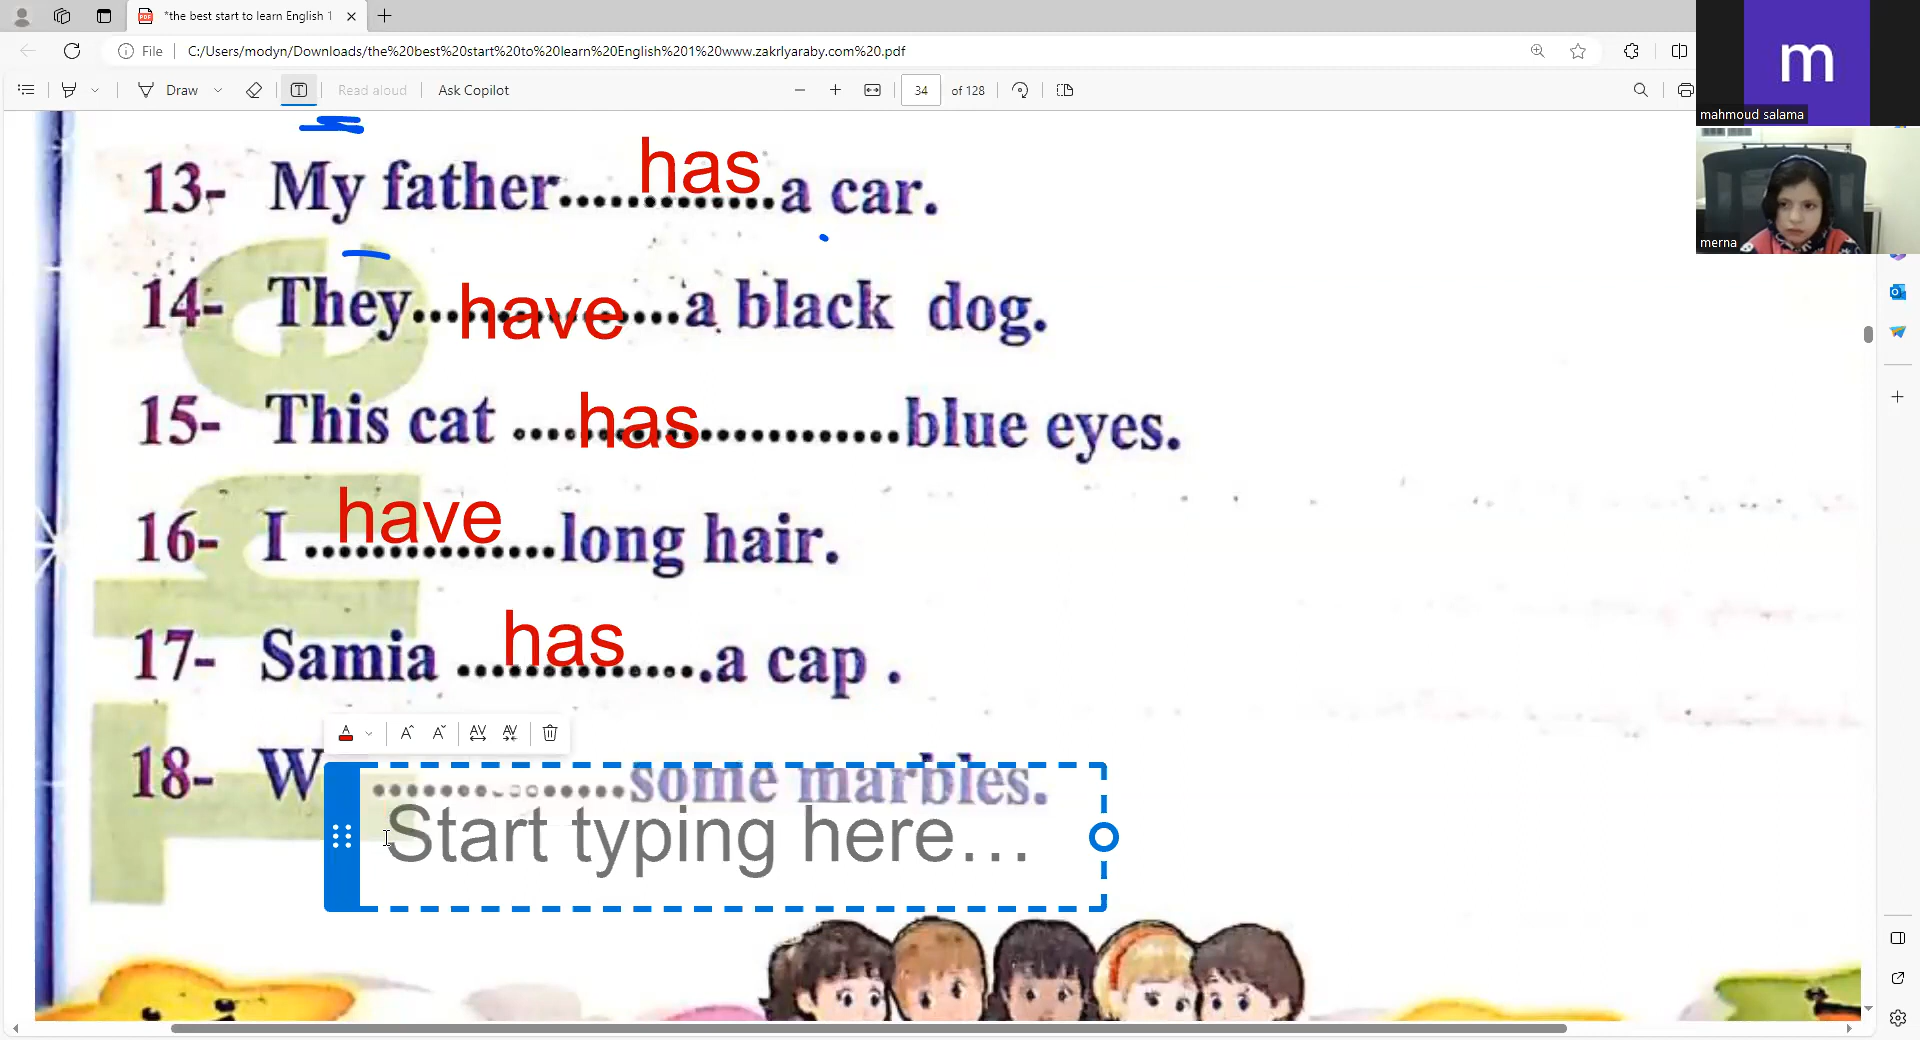 *the best start to learn English 1
File
C:/Users/modyn/Downloads/the%20best%20start%20to%20learn%20English%201%20www.zakrlyaraby.com%20.pdf
Draw
Read aloud
Ask Copilot
34 of 128
m
mahmoud salama
merna
13- My father............. has a car.
14- They................ have a black dog.
15- This cat ........................ has blue eyes.
16- I ............... have long hair.
17- Samia ................ has a cap .
18- W ............... some marbles.
Start typing here...